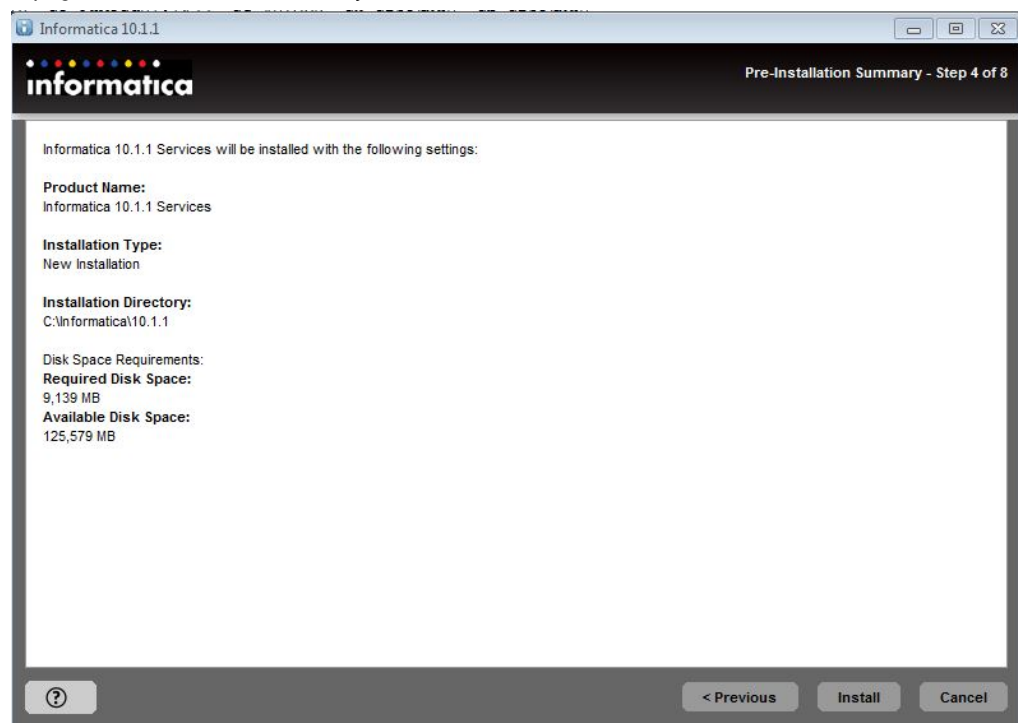 Informatica 10.1.1
informatica
Pre-Installation Summary - Step 4 of 8
Informatica 10.1.1 Services will be installed with the following settings:
Product Name:
Informatica 10.1.1 Services
Installation Type:
New Installation
Installation Directory:
C:\Informatica\10.1.1
Disk Space Requirements:
Required Disk Space:
9,139 MB
Available Disk Space:
125,579 MB
?
< Previous
Install
Cancel